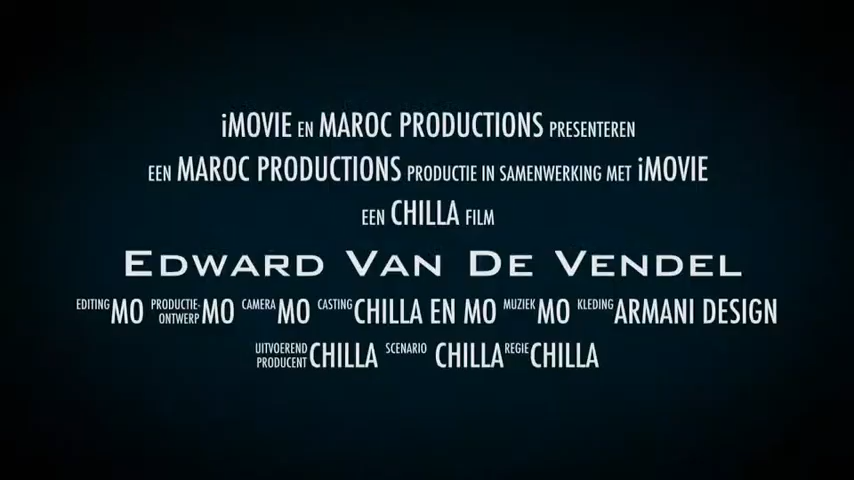 iMOVIE EN MAROC PRODUCTIONS PRESENTEREN
EEN MAROC PRODUCTIONS PRODUCTIE IN SAMENWERKING MET iMOVIE
EEN CHILLA FILM
EDWARD VAN DE VENDEL
EDITING MO PRODUCTIE-ONTWERP MO CAMERA MO CASTING CHILLA EN MO MUZIEK MO KLEDING ARMANI DESIGN
UITVOEREND PRODUCENT CHILLA SCENARIO CHILLA REGIE CHILLA